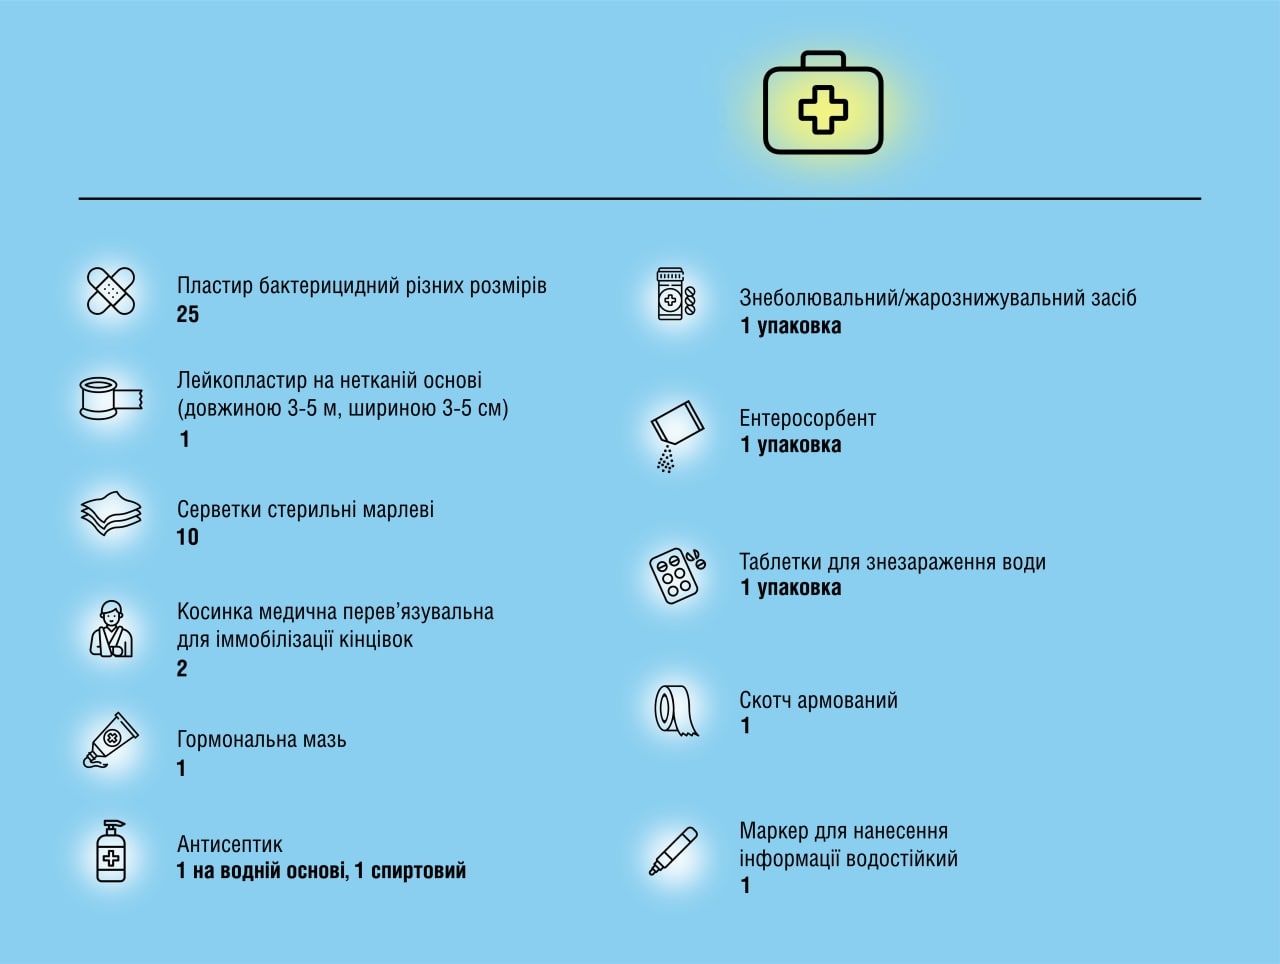 Пластир бактерицидний різних розмірів
25
Лейкопластир на нетканій основі
(довжиною 3-5 м, шириною 3-5 см)
1
Серветки стерильні марлеві
10
Косинка медична перев’язувальна
для іммобілізації кінцівок
2
Гормональна мазь
1
Антисептик
1 на водній основі, 1 спиртовий
Знеболювальний/жарознижувальний засіб
1 упаковка
Ентеросорбент
1 упаковка
Таблетки для знезараження води
1 упаковка
Скотч армований
1
Маркер для нанесення
інформації водостійкий
1